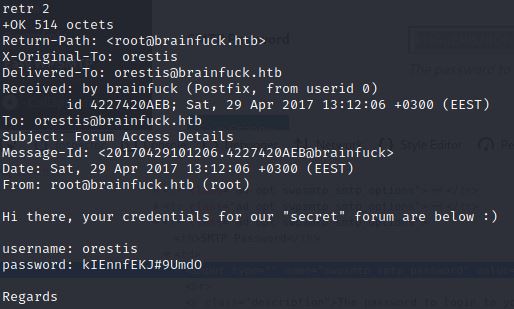 retr 2
+OK 514 octets
Return-Path: <root@brainfuck.htb>
X-Original-To: orestis
Delivered-To: orestis@brainfuck.htb
Received: by brainfuck (Postfix, from userid 0)
id 4227420AEB; Sat, 29 Apr 2017 13:12:06 +0300 (EEST)
To: orestis@brainfuck.htb
Subject: Forum Access Details
Message-Id: <20170429101206.4227420AEB@brainfuck>
Date: Sat, 29 Apr 2017 13:12:06 +0300 (EEST)
From: root@brainfuck.htb (root)
Hi there, your credentials for our "secret" forum are below :)
username: orestis
password: kIEnnfEKJ#9UmdO
Regards